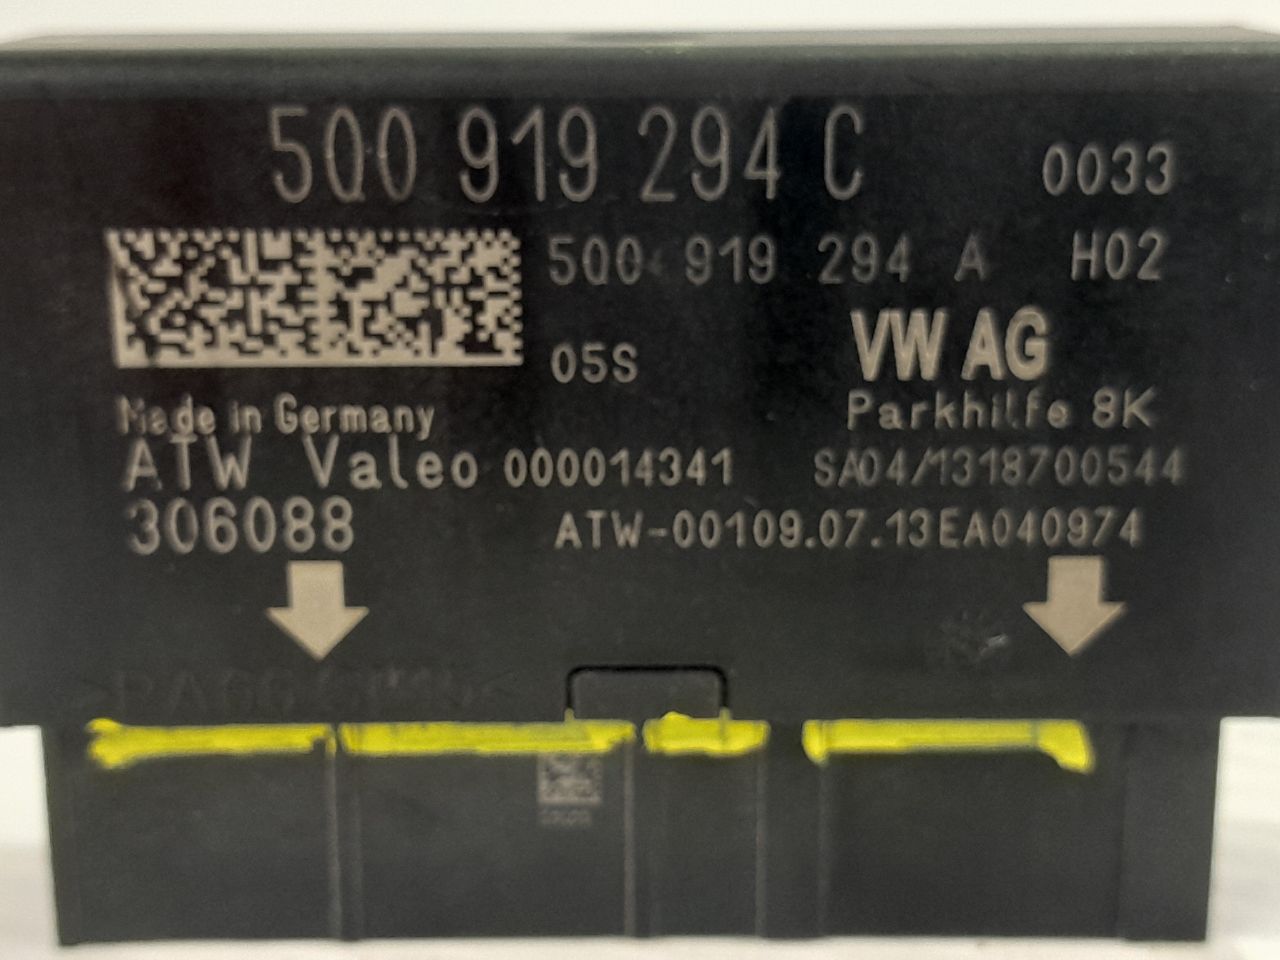 5Q0 919 294 C 0033
5Q0 919 294 A H02
05S VW AG
Parkhilfe 8K
Made in Germany
ATW Valeo 000014341 SA04/1318700544
306088 ATW-00109.07.13EA040974